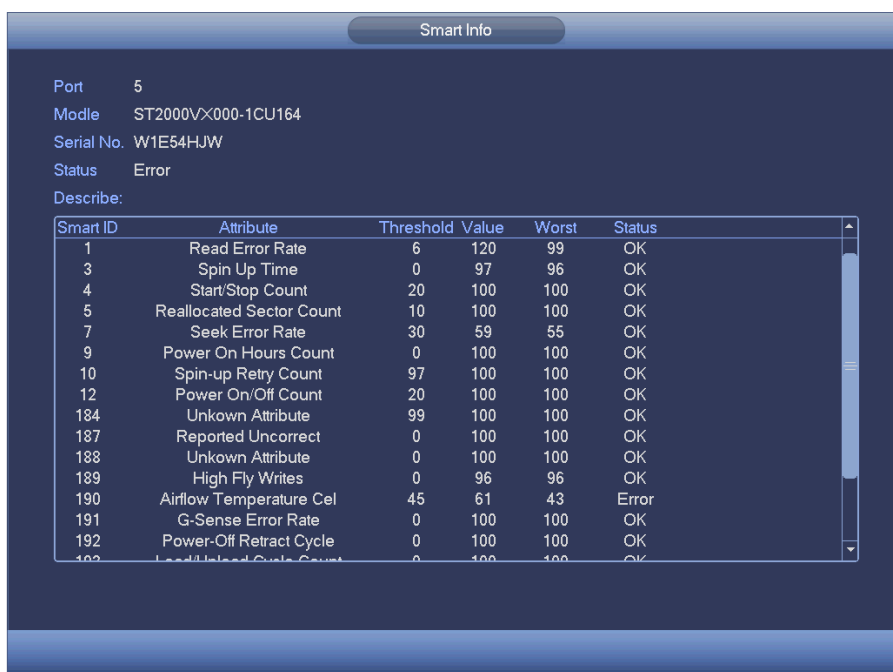 Smart Info
Port 5
Modle ST2000VX000-1CU164
Serial No. W1E54HJW
Status Error
Describe:
Smart ID Attribute Threshold Value Worst Status
1 Read Error Rate 6 120 99 OK
3 Spin Up Time 0 97 96 OK
4 Start/Stop Count 20 100 100 OK
5 Reallocated Sector Count 10 100 100 OK
7 Seek Error Rate 30 59 55 OK
9 Power On Hours Count 0 100 100 OK
10 Spin-up Retry Count 97 100 100 OK
12 Power On/Off Count 20 100 100 OK
184 Unkown Attribute 99 100 100 OK
187 Reported Uncorrect 0 100 100 OK
188 Unkown Attribute 0 100 100 OK
189 High Fly Writes 0 96 96 OK
190 Airflow Temperature Cel 45 61 43 Error
191 G-Sense Error Rate 0 100 100 OK
192 Power-Off Retract Cycle 0 100 100 OK